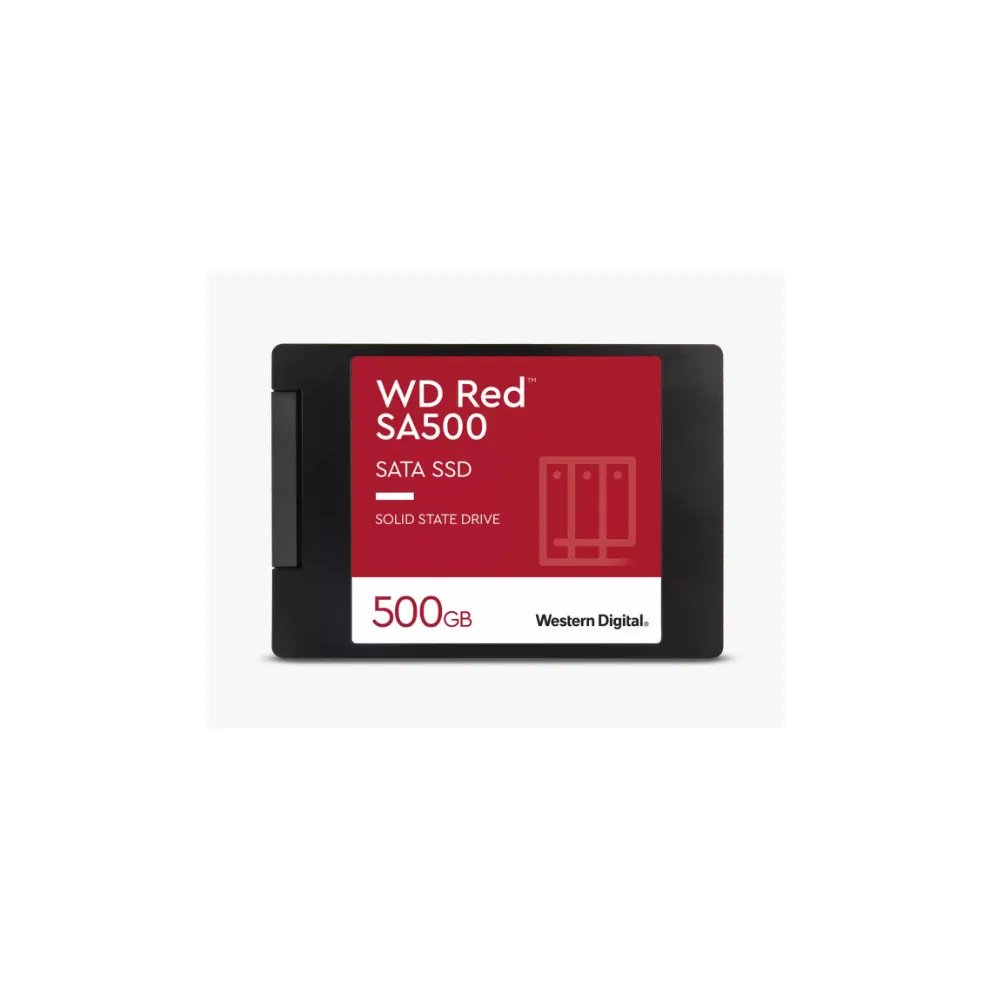 WD Red™
SA500
SATA SSD
SOLID STATE DRIVE
500GB
Western Digital®